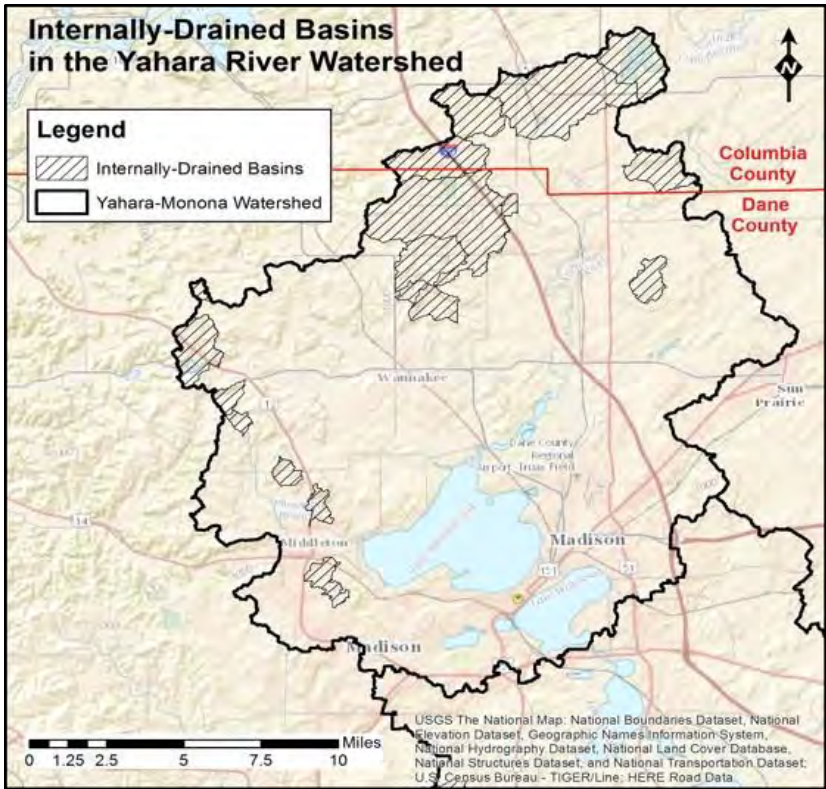 Internally-Drained Basins
in the Yahara River Watershed
N
Legend
Internally-Drained Basins
Yahara-Monona Watershed
Columbia
County
Dane
County
Waunakee
Sun
Prairie
Dane County
Regional
Airport-Truax Field
14
Middleton
Madison
151
51
Madison
0 1.25 2.5 5 7.5 10 Miles
USGS The National Map: National Boundaries Dataset, National
Elevation Dataset, Geographic Names Information System,
National Hydrography Dataset, National Land Cover Database,
National Structures Dataset, and National Transportation Dataset;
U.S. Census Bureau - TIGER/Line; HERE Road Data